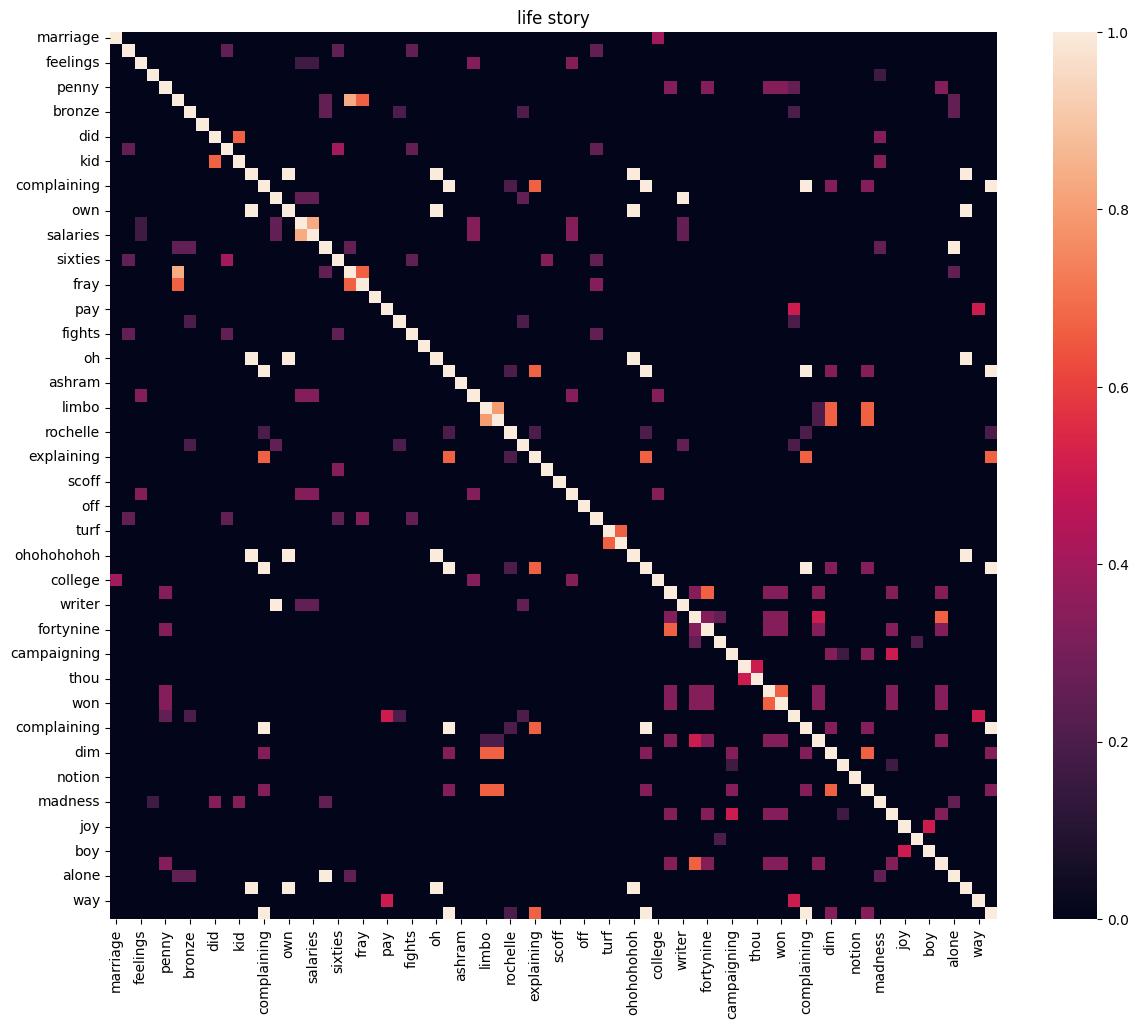 life story
marriage
feelings
penny
bronze
did
kid
complaining
own
salaries
sixties
fray
pay
fights
oh
ashram
limbo
rochelle
explaining
scoff
off
turf
ohohohohoh
college
writer
fortynine
campaigning
thou
won
complaining
dim
notion
madness
joy
boy
alone
way
1.0
0.8
0.6
0.4
0.2
0.0
marriage
feelings
penny
bronze
did
kid
complaining
own
salaries
sixties
fray
pay
fights
oh
ashram
limbo
rochelle
explaining
scoff
off
turf
ohohohohoh
college
writer
fortynine
campaigning
thou
won
complaining
dim
notion
madness
joy
boy
alone
way